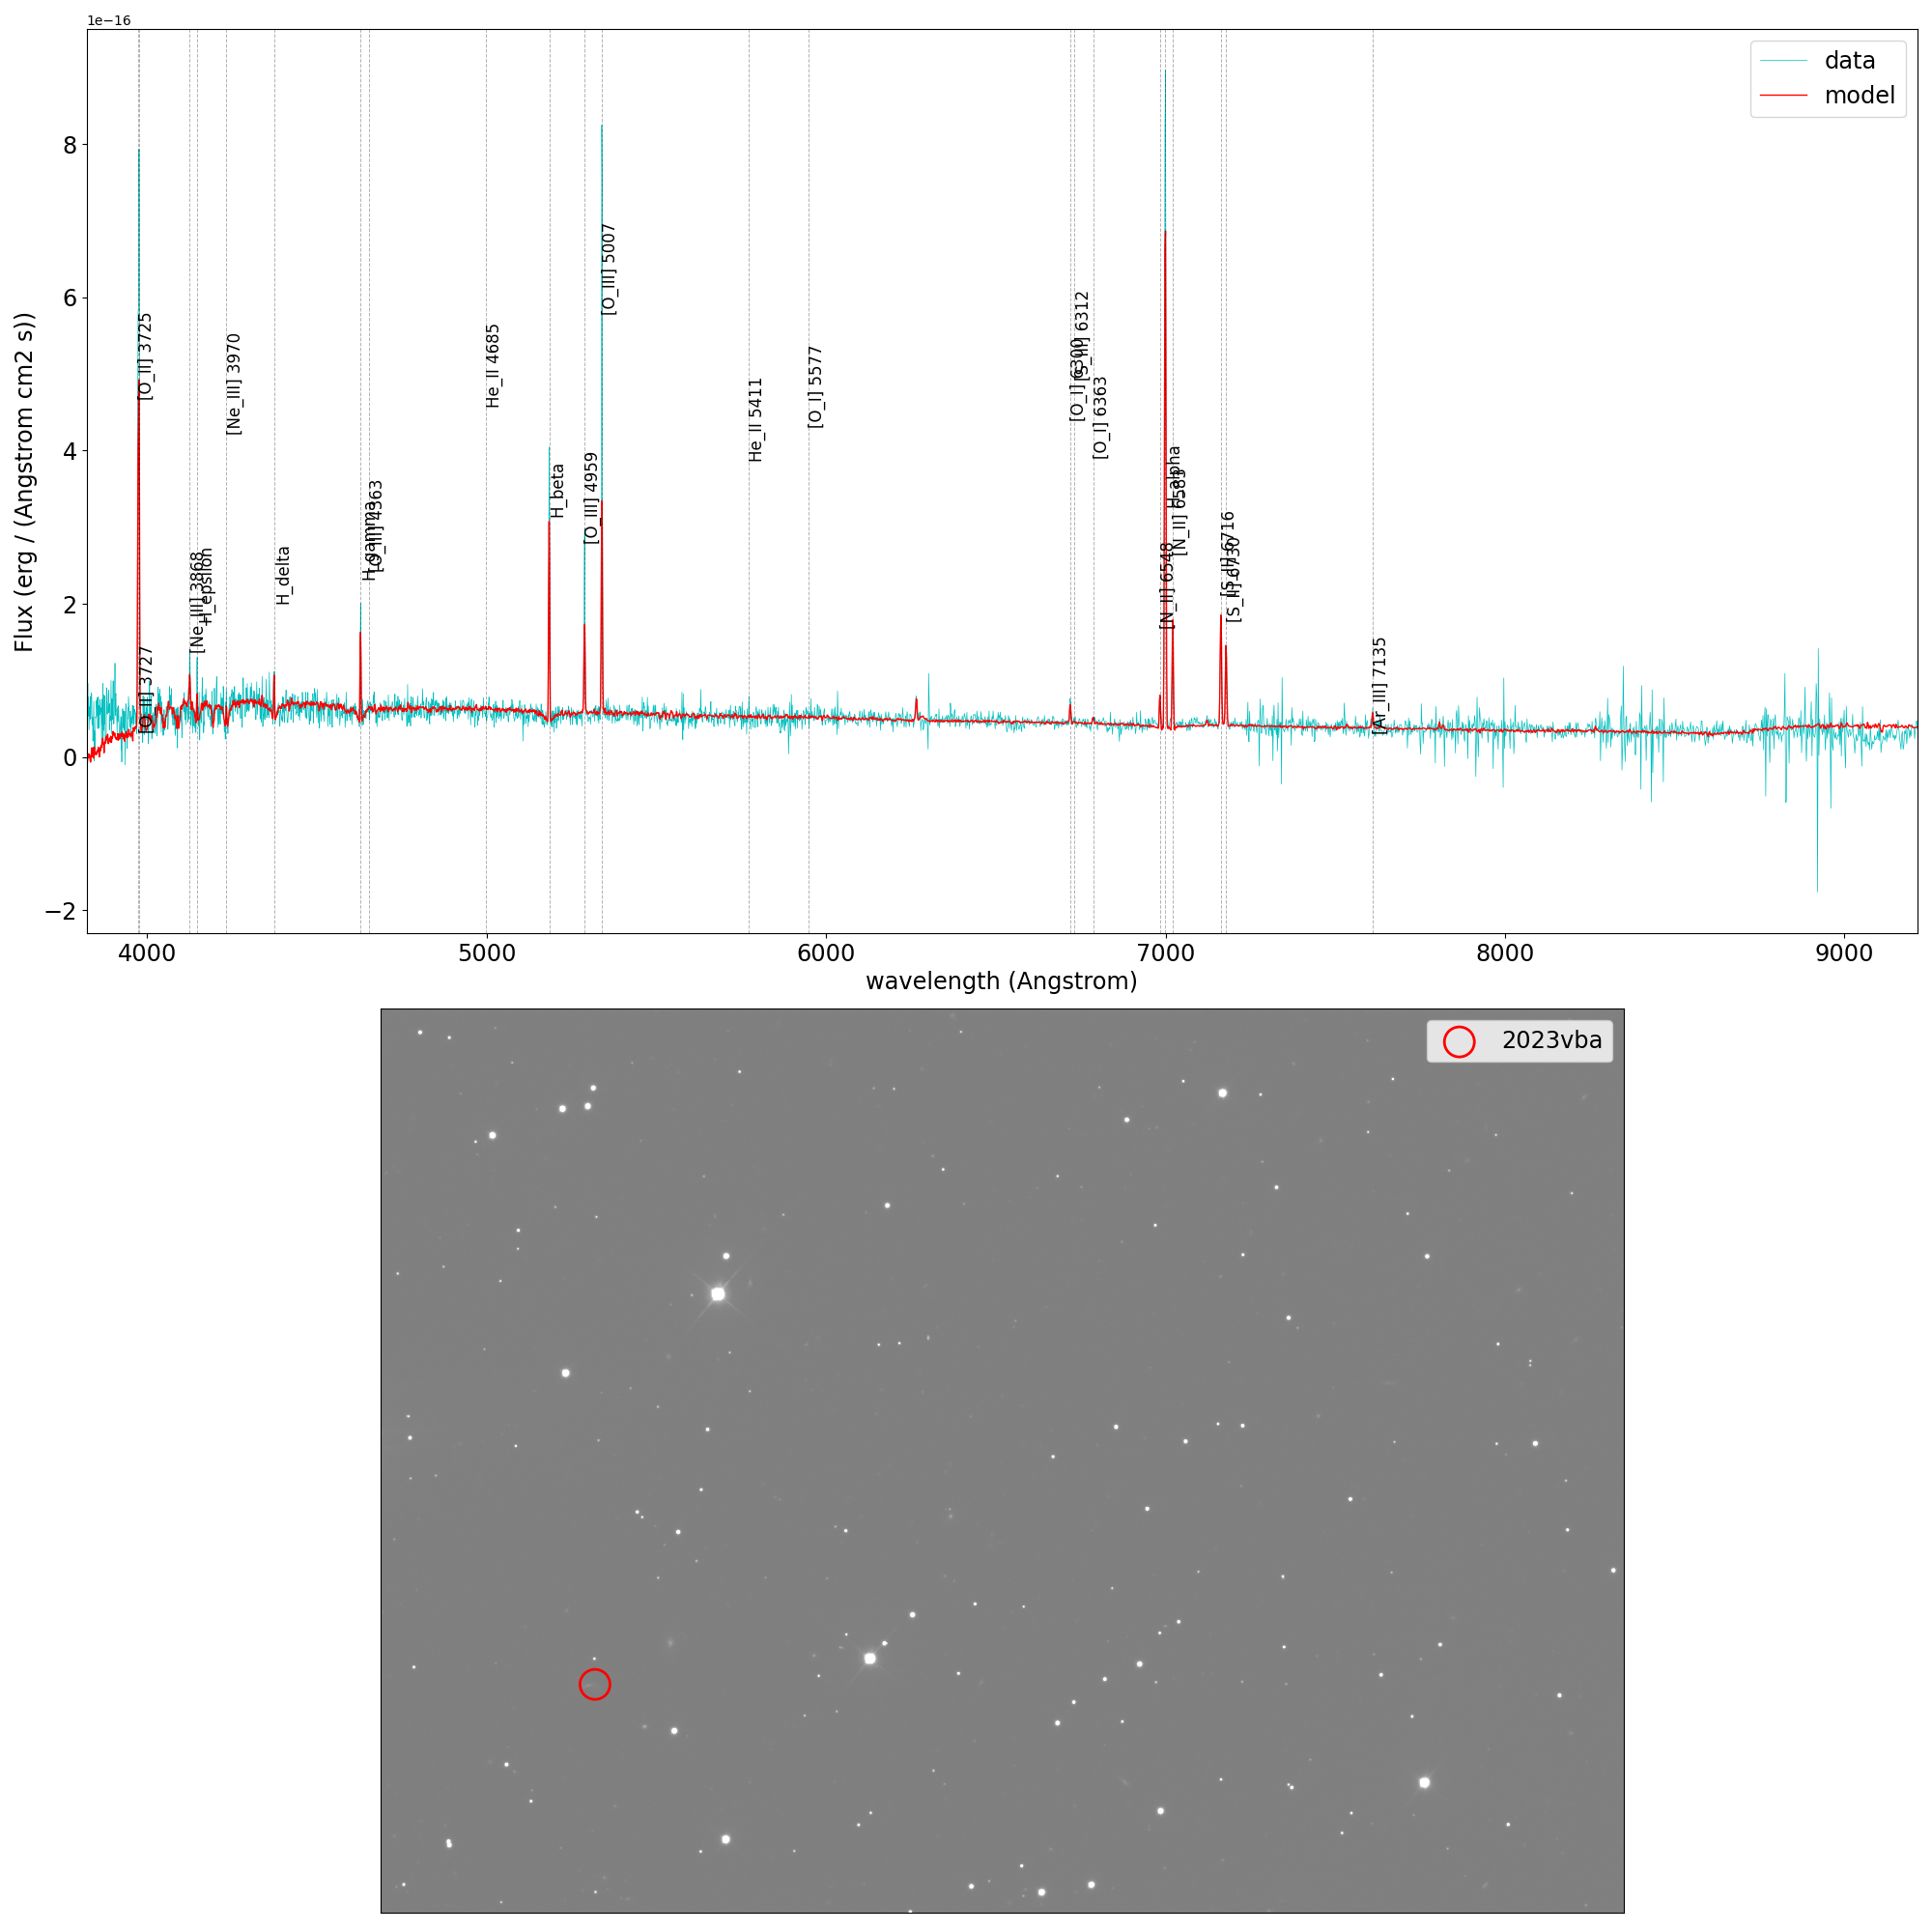 1e−16
data
model
8
6
4
2
0
−2
Flux (erg / (Angstrom cm2 s))
[O_II] 3725
[O_II] 3727
[Ne_III] 3868
H_epsilon
[Ne_III] 3970
H_delta
H_gamma
[O_III] 4363
He_II 4685
H_beta
[O_III] 4959
[O_III] 5007
He_II 5411
[O_I] 5577
[O_I] 6300
[S_III] 6312
[O_I] 6363
[N_II] 6548
H_alpha
[N_II] 6583
[S_II] 6716
[S_II] 6730
[Ar_III] 7135
4000
5000
6000
7000
8000
9000
wavelength (Angstrom)
2023vba